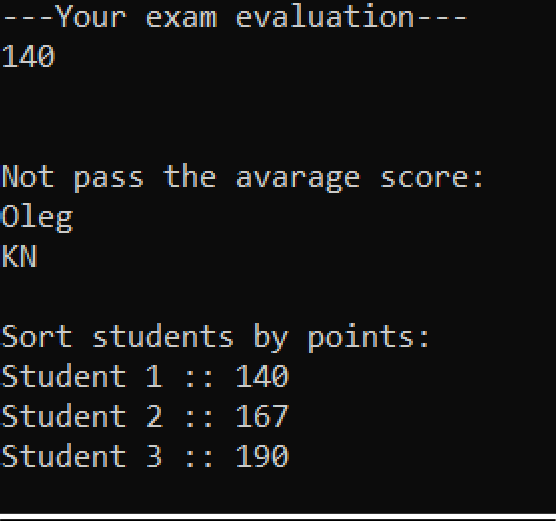 ---Your exam evaluation---
140
Not pass the avarage score:
Oleg
KN
Sort students by points:
Student 1 :: 140
Student 2 :: 167
Student 3 :: 190